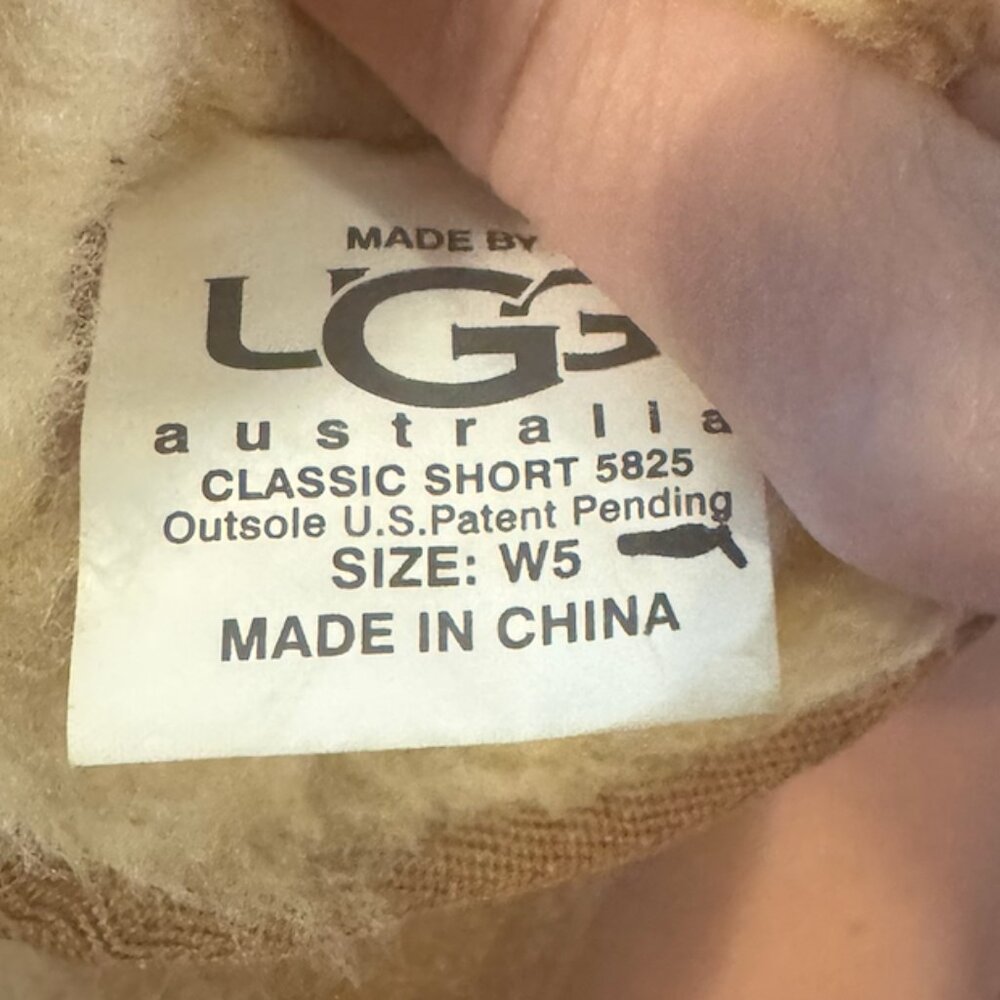 MADE BY
UGG
australia
CLASSIC SHORT 5825
Outsole U.S.Patent Pending
SIZE: W5
MADE IN CHINA